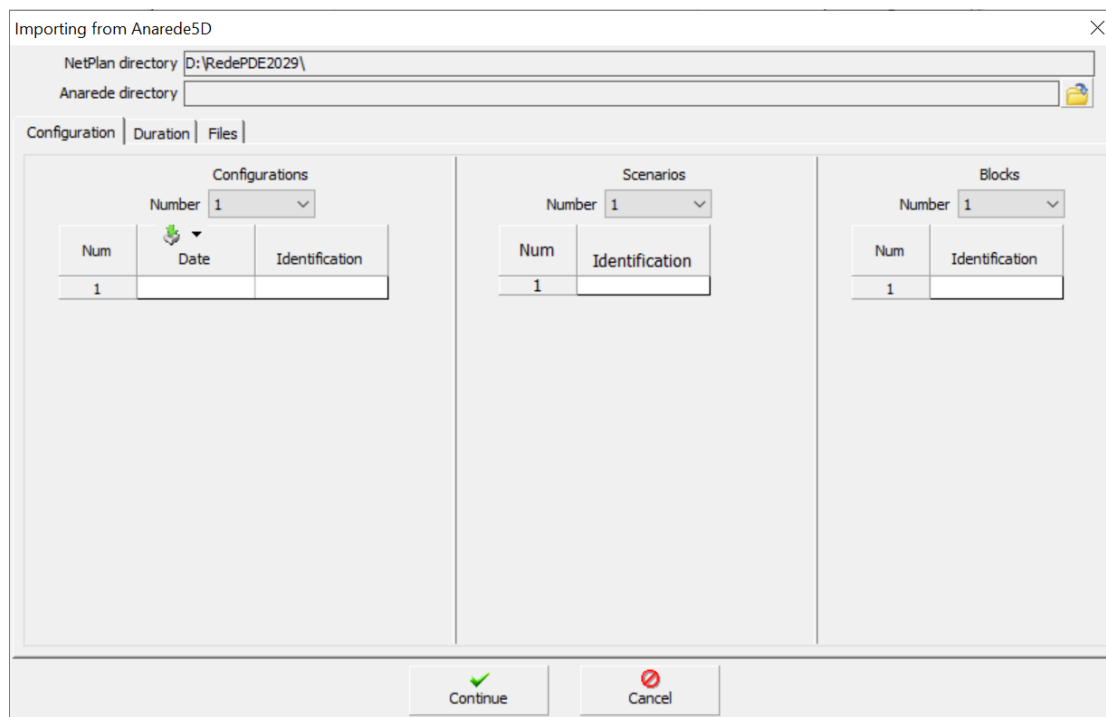 Importing from Anarede5D
NetPlan directory D:\RedePDE2029\
Anarede directory
Configuration Duration Files
Configurations
Number 1
Num Date Identification
1
Scenarios
Number 1
Num Identification
1
Blocks
Number 1
Num Identification
1
Continue Cancel